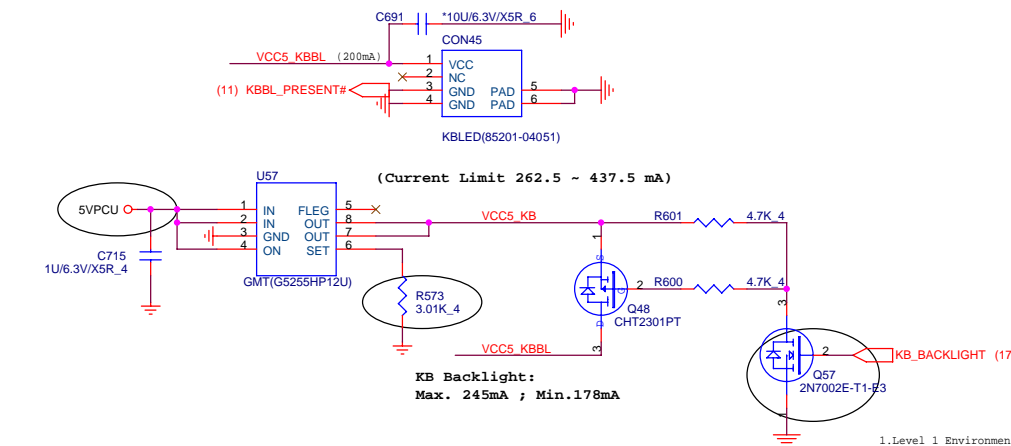 C691
*10U/6.3V/X5R_6
CON45
VCC5_KBBL (200mA)
1
2
3
4
VCC
NC
GND
GND
PAD
PAD
5
6
(11) KBBL_PRESENT#
KBLED(85201-04051)
U57
(Current Limit 262.5 ~ 437.5 mA)
5VPCU
1
2
3
4
IN
IN
GND
ON
FLEG
OUT
OUT
SET
5
8
7
6
VCC5_KB
R601
4.7K_4
C715
1U/6.3V/X5R_4
GMT(G5255HP12U)
R573
3.01K_4
1
S
G
D
2
3
R600
4.7K_4
Q48
CHT2301PT
VCC5_KBBL
3
2
1
KB_BACKLIGHT (17
Q57
2N7002E-T1-E3
KB Backlight:
Max. 245mA ; Min.178mA
1.Level 1 Environmen